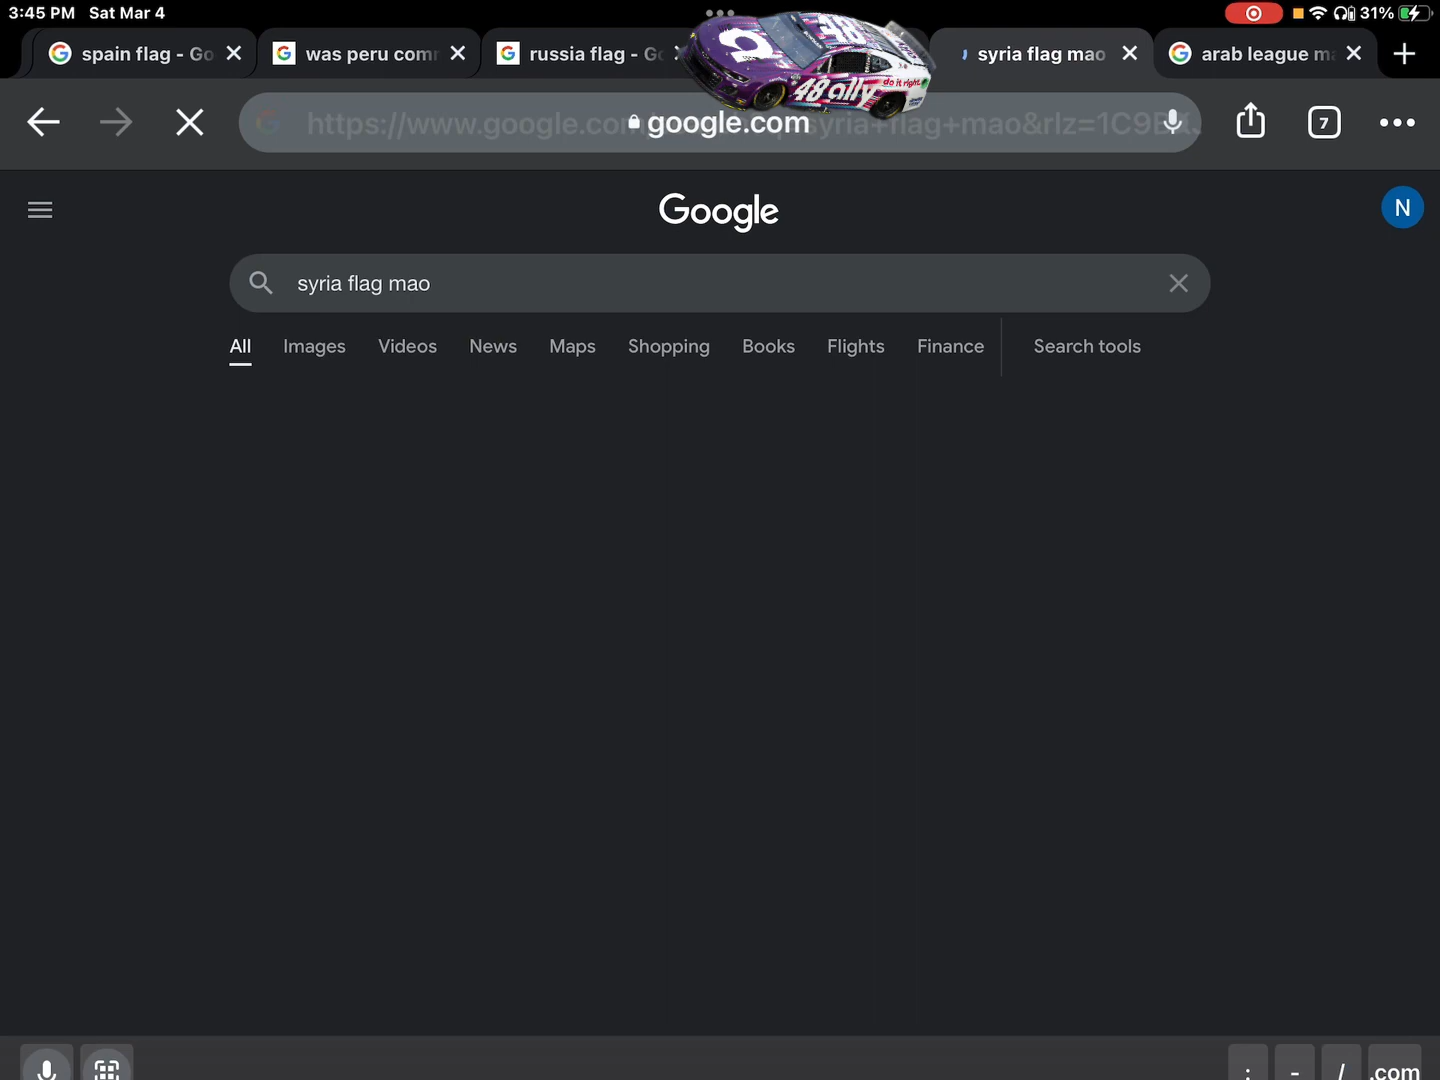 3:45 PM Sat Mar 4
31%
spain flag - Go
was peru com
russia flag - Go
syria flag mao
arab league m
48 ally
do it right.
google.com
7
Google
N
syria flag mao
All Images Videos News Maps Shopping Books Flights Finance Search tools
: - / .com